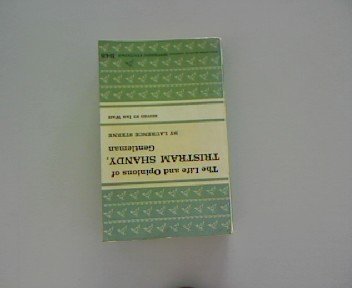 The Life and Opinions of
TRISTRAM SHANDY,
Gentleman
BY LAURENCE STERNE
EDITED BY IAN WATT